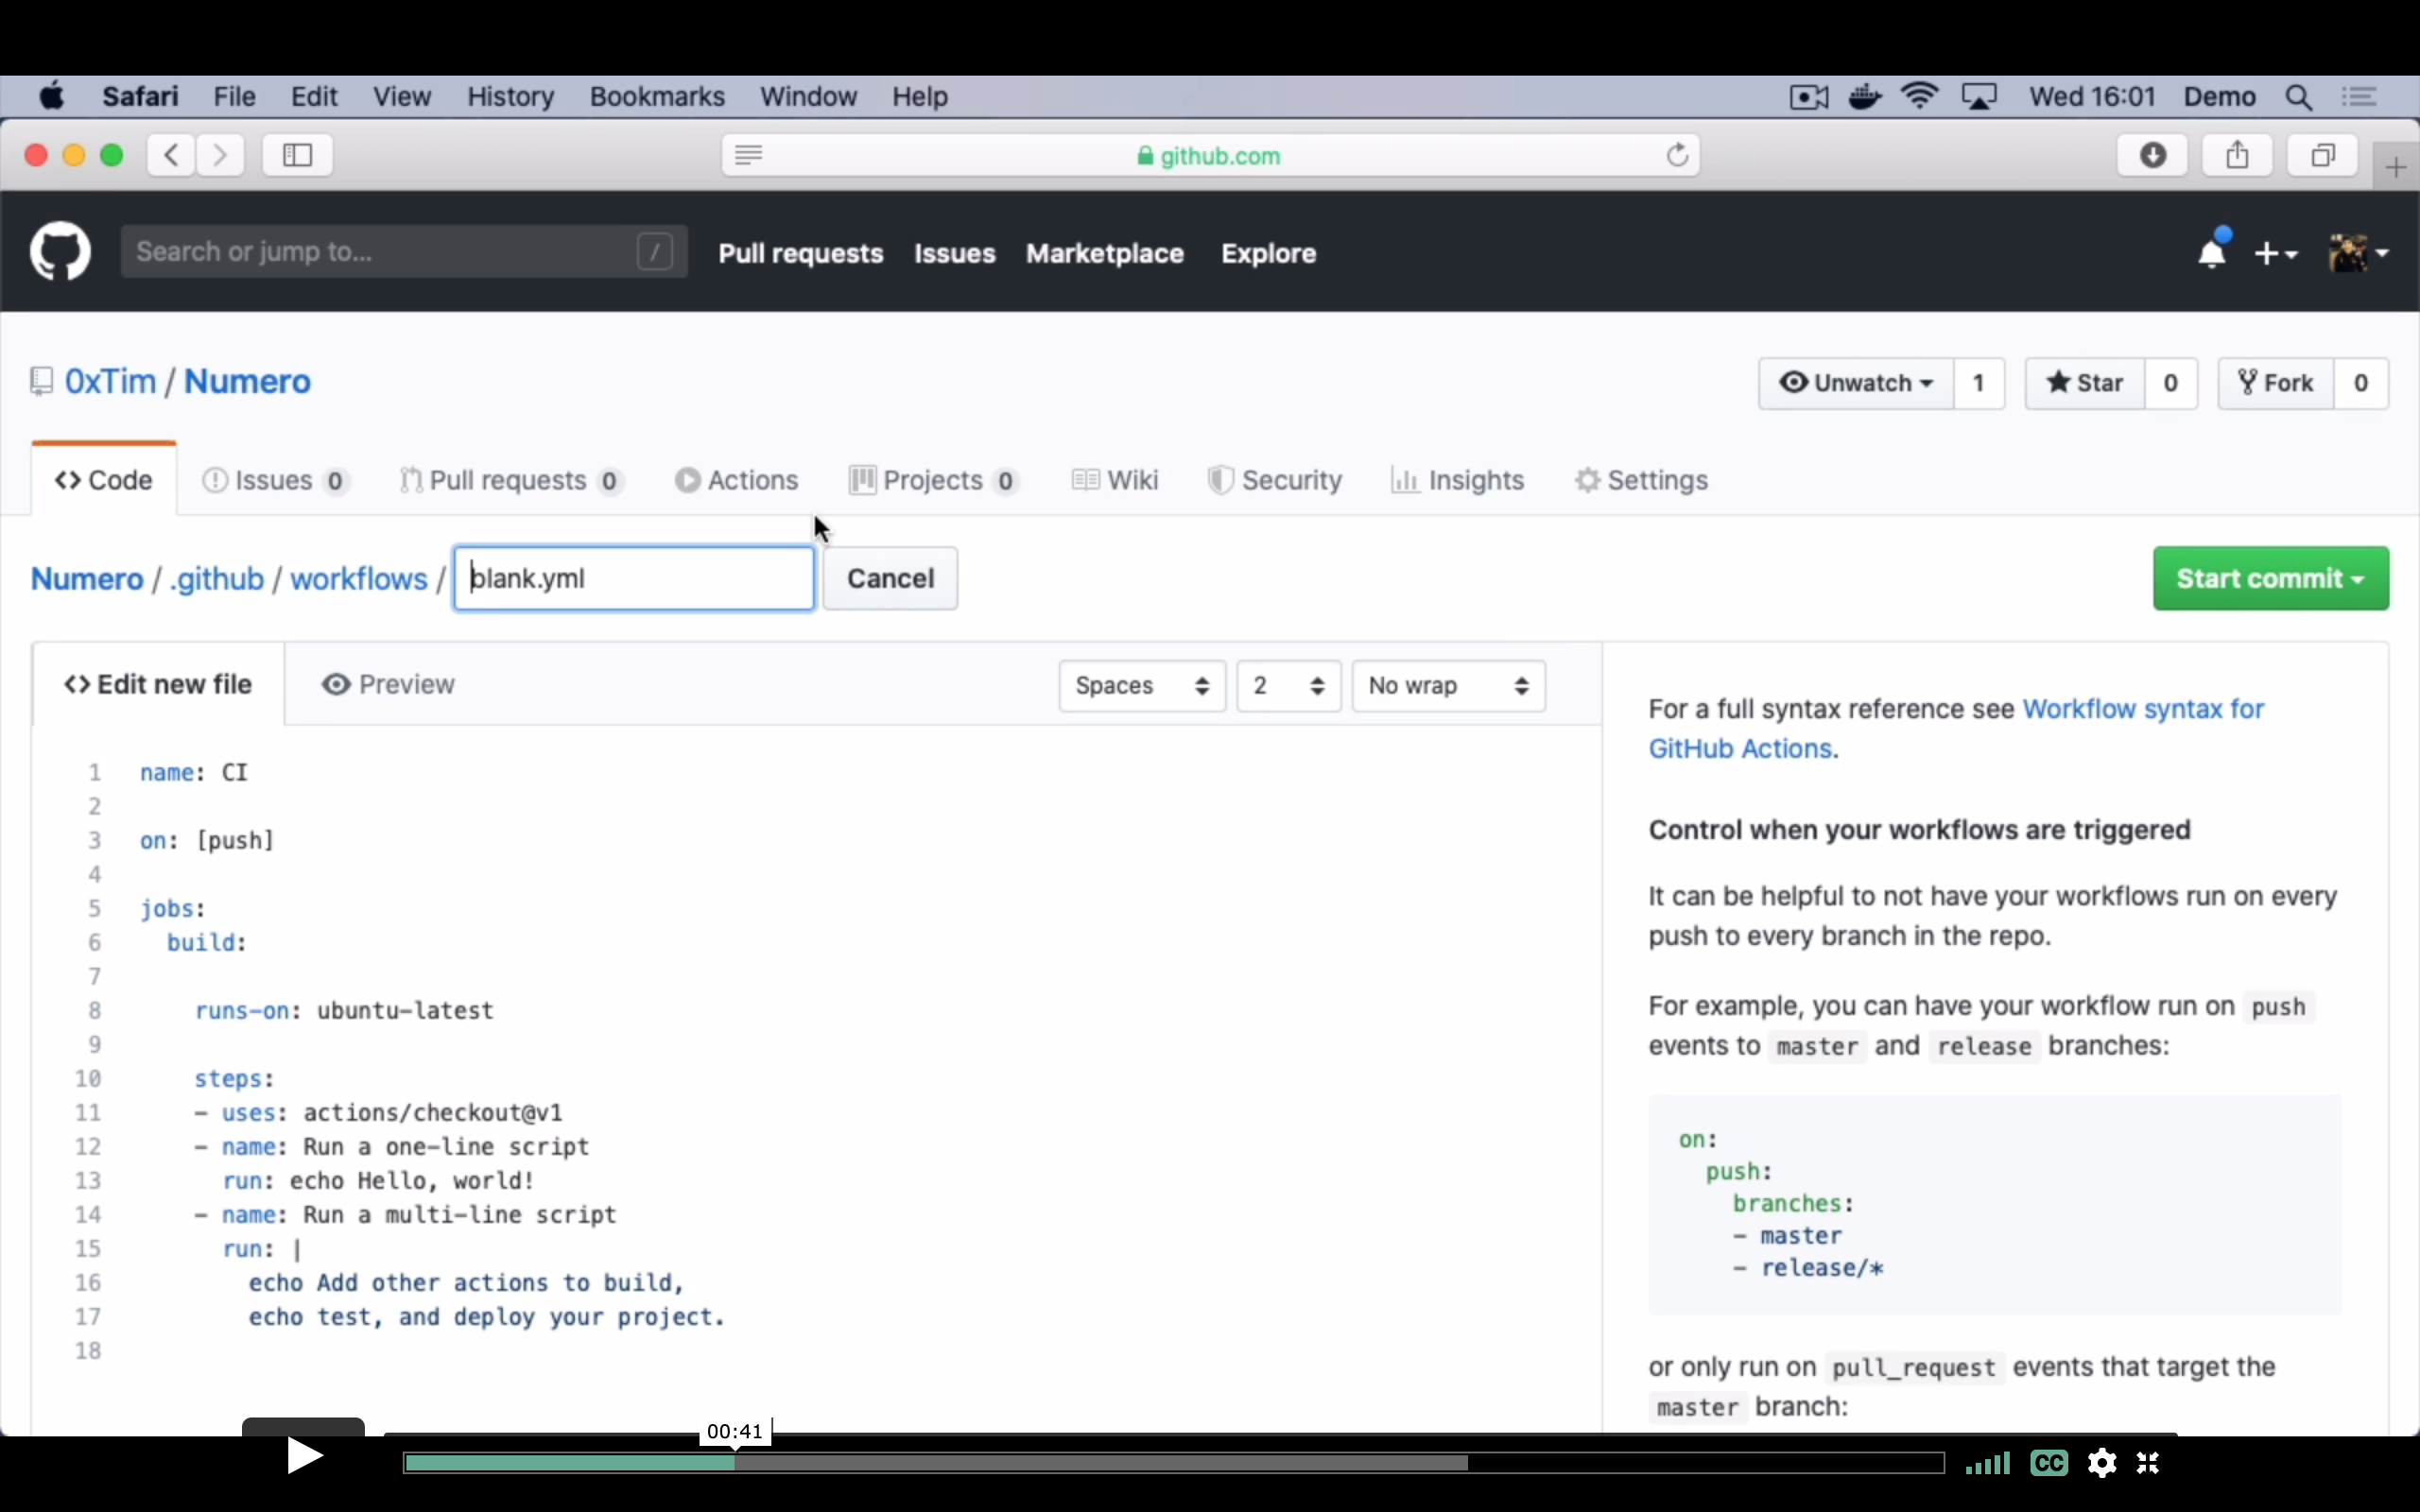 Safari File Edit View History Bookmarks Window Help Wed 16:01 Demo
github.com
Search or jump to... / Pull requests Issues Marketplace Explore
0xTim / Numero Unwatch 1 Star 0 Fork 0
Code Issues 0 Pull requests 0 Actions Projects 0 Wiki Security Insights Settings
Numero / .github / workflows / blank.yml Cancel Start commit
<> Edit new file Preview Spaces 2 No wrap
1 name: CI
2
3 on: [push]
4
5 jobs:
6 build:
7
8 runs-on: ubuntu-latest
9
10 steps:
11 - uses: actions/checkout@v1
12 - name: Run a one-line script
13 run: echo Hello, world!
14 - name: Run a multi-line script
15 run: |
16 echo Add other actions to build,
17 echo test, and deploy your project.
18
For a full syntax reference see Workflow syntax for
GitHub Actions.
Control when your workflows are triggered
It can be helpful to not have your workflows run on every
push to every branch in the repo.
For example, you can have your workflow run on push
events to master and release branches:
on:
push:
branches:
- master
- release/*
or only run on pull_request events that target the
master branch:
00:41
CC